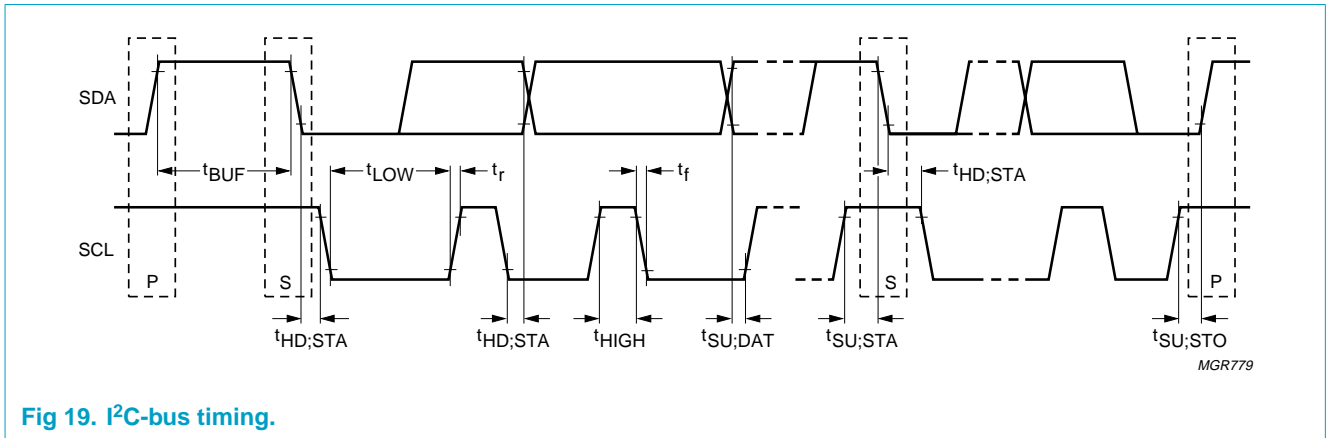 SDA
tBUF
tLOW
tr
tf
tHD;STA
SCL
P
S
S
P
tHD;STA
tHD;STA
tHIGH
tSU;DAT
tSU;STA
tSU;STO
MGR779
Fig 19. I²C-bus timing.